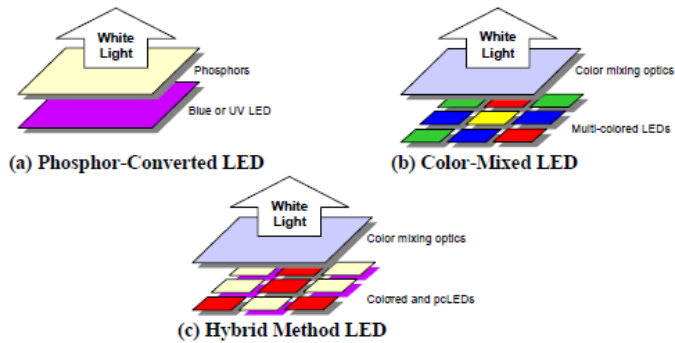 White
Light
Phosphors
Blue or UV LED
(a) Phosphor-Converted LED
White
Light
Color mixing optics
Multi-colored LEDs
(b) Color-Mixed LED
White
Light
Color mixing optics
Colored and pcLEDs
(c) Hybrid Method LED